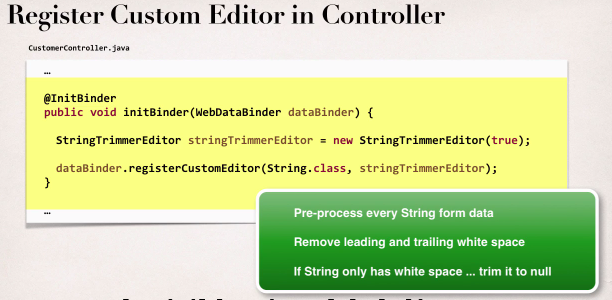 Register Custom Editor in Controller
CustomerController.java
…
@InitBinder
public void initBinder(WebDataBinder dataBinder) {
StringTrimmerEditor stringTrimmerEditor = new StringTrimmerEditor(true);
dataBinder.registerCustomEditor(String.class, stringTrimmerEditor);
}
…
Pre-process every String form data
Remove leading and trailing white space
If String only has white space ... trim it to null